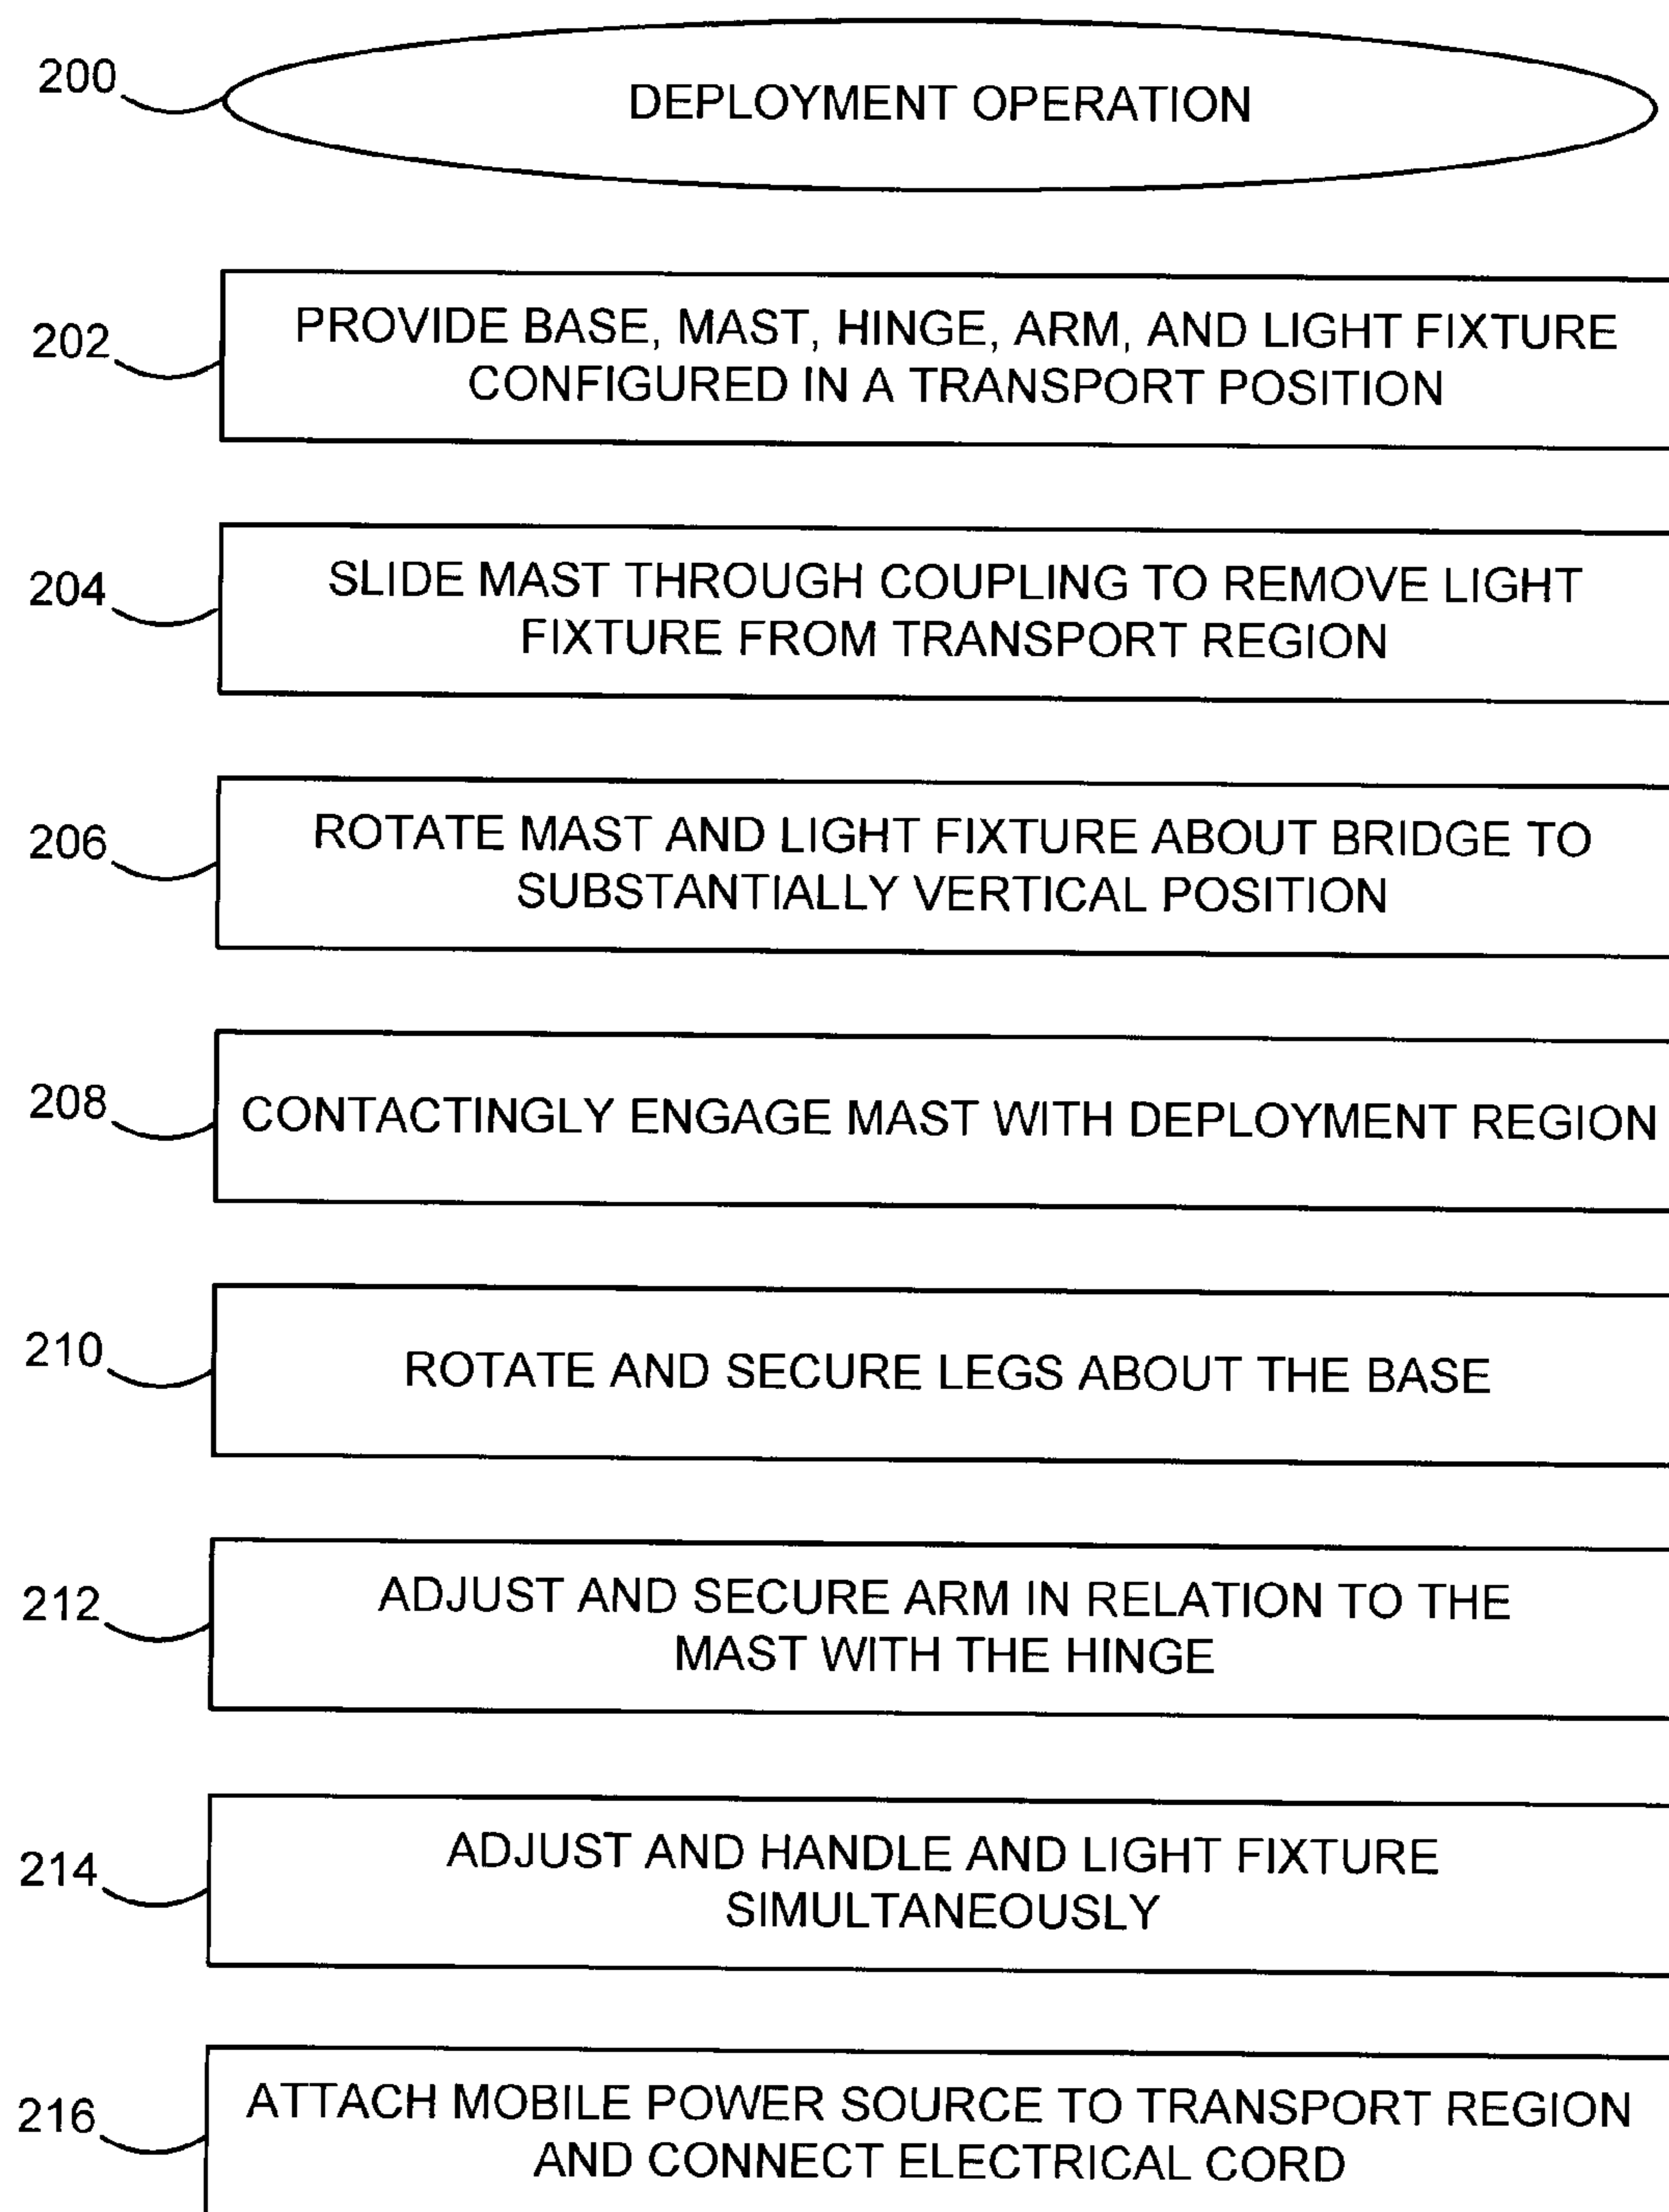 200
DEPLOYMENT OPERATION
202
PROVIDE BASE, MAST, HINGE, ARM, AND LIGHT FIXTURE
CONFIGURED IN A TRANSPORT POSITION
204
SLIDE MAST THROUGH COUPLING TO REMOVE LIGHT
FIXTURE FROM TRANSPORT REGION
206
ROTATE MAST AND LIGHT FIXTURE ABOUT BRIDGE TO
SUBSTANTIALLY VERTICAL POSITION
208
CONTACTINGLY ENGAGE MAST WITH DEPLOYMENT REGION
210
ROTATE AND SECURE LEGS ABOUT THE BASE
212
ADJUST AND SECURE ARM IN RELATION TO THE
MAST WITH THE HINGE
214
ADJUST AND HANDLE AND LIGHT FIXTURE
SIMULTANEOUSLY
216
ATTACH MOBILE POWER SOURCE TO TRANSPORT REGION
AND CONNECT ELECTRICAL CORD